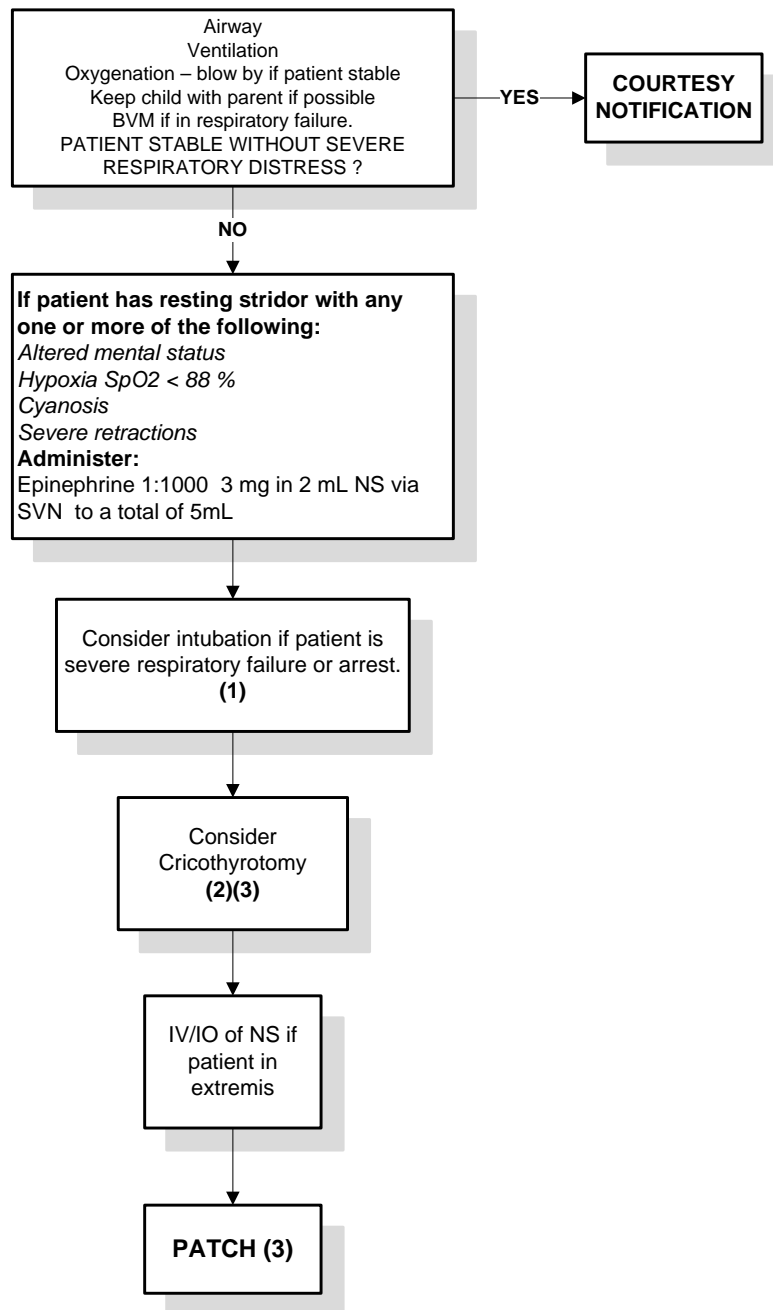 Airway
Ventilation
Oxygenation – blow by if patient stable
Keep child with parent if possible
BVM if in respiratory failure.
PATIENT STABLE WITHOUT SEVERE
RESPIRATORY DISTRESS ?
YES
COURTESY
NOTIFICATION
NO
If patient has resting stridor with any
one or more of the following:
Altered mental status
Hypoxia SpO2 < 88 %
Cyanosis
Severe retractions
Administer:
Epinephrine 1:1000  3 mg in 2 mL NS via
SVN  to a total of 5mL
Consider intubation if patient is
severe respiratory failure or arrest.
(1)
Consider
Cricothyrotomy
(2)(3)
IV/IO of NS if
patient in
extremis
PATCH (3)